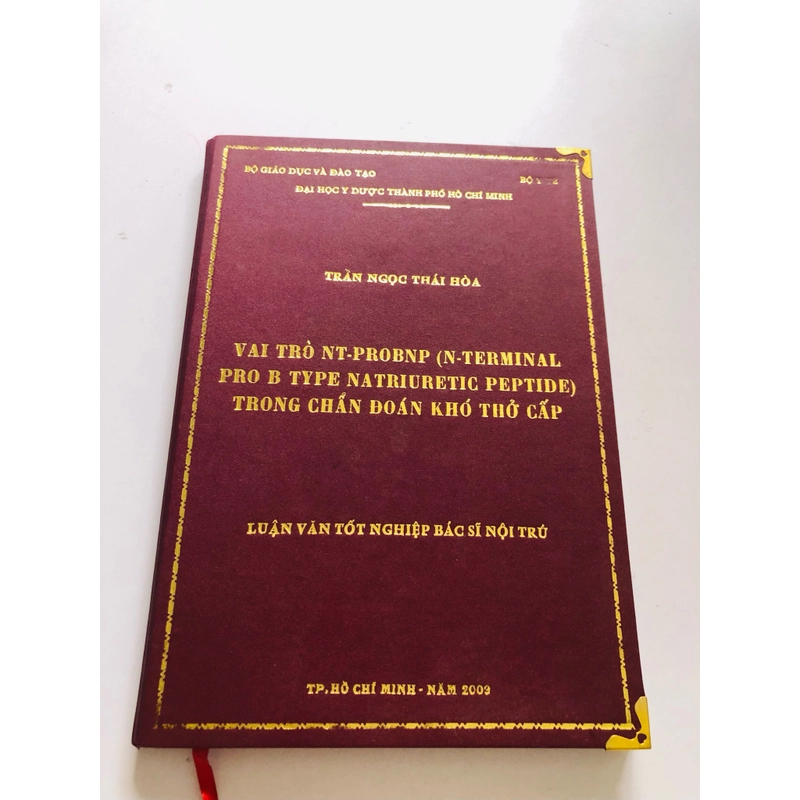 BỘ GIÁO DỤC VÀ ĐÀO TẠO BỘ Y TẾ
ĐẠI HỌC Y DƯỢC THÀNH PHỐ HỒ CHÍ MINH
TRẦN NGỌC THÁI HÒA
VAI TRÒ NT-PROBNP (N-TERMINAL
PRO B TYPE NATRIURETIC PEPTIDE)
TRONG CHẨN ĐOÁN KHÓ THỞ CẤP
LUẬN VĂN TỐT NGHIỆP BÁC SĨ NỘI TRÚ
TP. HỒ CHÍ MINH - NĂM 2009